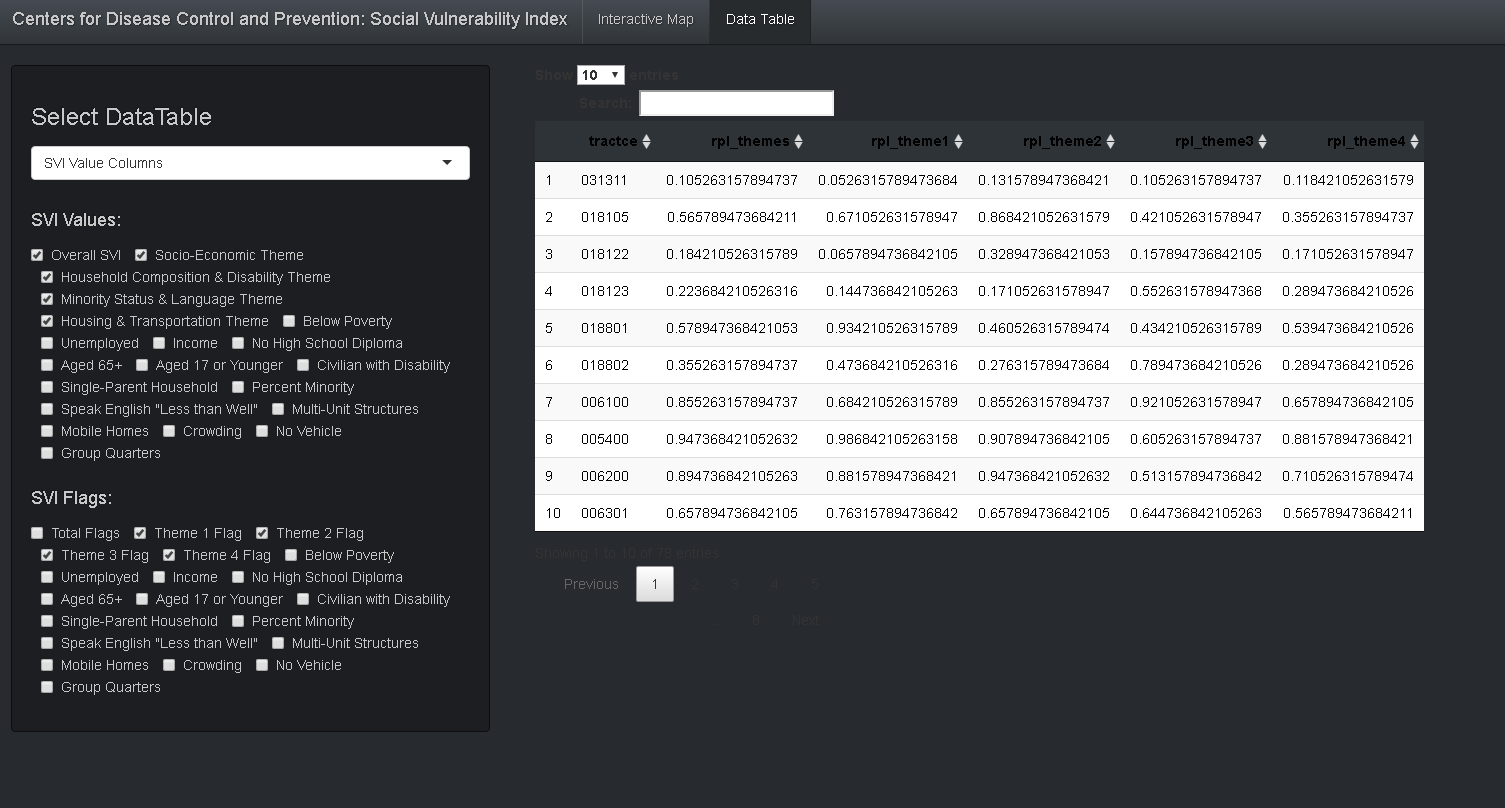 Centers for Disease Control and Prevention: Social Vulnerability Index Interactive Map Data Table
Select DataTable
SVI Value Columns
SVI Values:
Overall SVI Socio-Economic Theme
Household Composition & Disability Theme
Minority Status & Language Theme
Housing & Transportation Theme Below Poverty
Unemployed Income No High School Diploma
Aged 65+ Aged 17 or Younger Civilian with Disability
Single-Parent Household Percent Minority
Speak English "Less than Well" Multi-Unit Structures
Mobile Homes Crowding No Vehicle
Group Quarters
SVI Flags:
Total Flags Theme 1 Flag Theme 2 Flag
Theme 3 Flag Theme 4 Flag Below Poverty
Unemployed Income No High School Diploma
Aged 65+ Aged 17 or Younger Civilian with Disability
Single-Parent Household Percent Minority
Speak English "Less than Well" Multi-Unit Structures
Mobile Homes Crowding No Vehicle
Group Quarters
Show 10 entries
Search:
tractce rpl_themes rpl_theme1 rpl_theme2 rpl_theme3 rpl_theme4
1 031311 0.105263157894737 0.0526315789473684 0.131578947368421 0.105263157894737 0.118421052631579
2 018105 0.565789473684211 0.671052631578947 0.868421052631579 0.421052631578947 0.355263157894737
3 018122 0.184210526315789 0.0657894736842105 0.328947368421053 0.157894736842105 0.171052631578947
4 018123 0.223684210526316 0.144736842105263 0.171052631578947 0.552631578947368 0.289473684210526
5 018801 0.578947368421053 0.934210526315789 0.460526315789474 0.434210526315789 0.539473684210526
6 018802 0.355263157894737 0.473684210526316 0.276315789473684 0.789473684210526 0.289473684210526
7 006100 0.855263157894737 0.684210526315789 0.855263157894737 0.921052631578947 0.657894736842105
8 005400 0.947368421052632 0.986842105263158 0.907894736842105 0.605263157894737 0.881578947368421
9 006200 0.894736842105263 0.881578947368421 0.947368421052632 0.513157894736842 0.710526315789474
10 006301 0.657894736842105 0.763157894736842 0.657894736842105 0.644736842105263 0.565789473684211
Showing 1 to 10 of 78 entries
Previous 1 2 3 4 5
… 8 Next